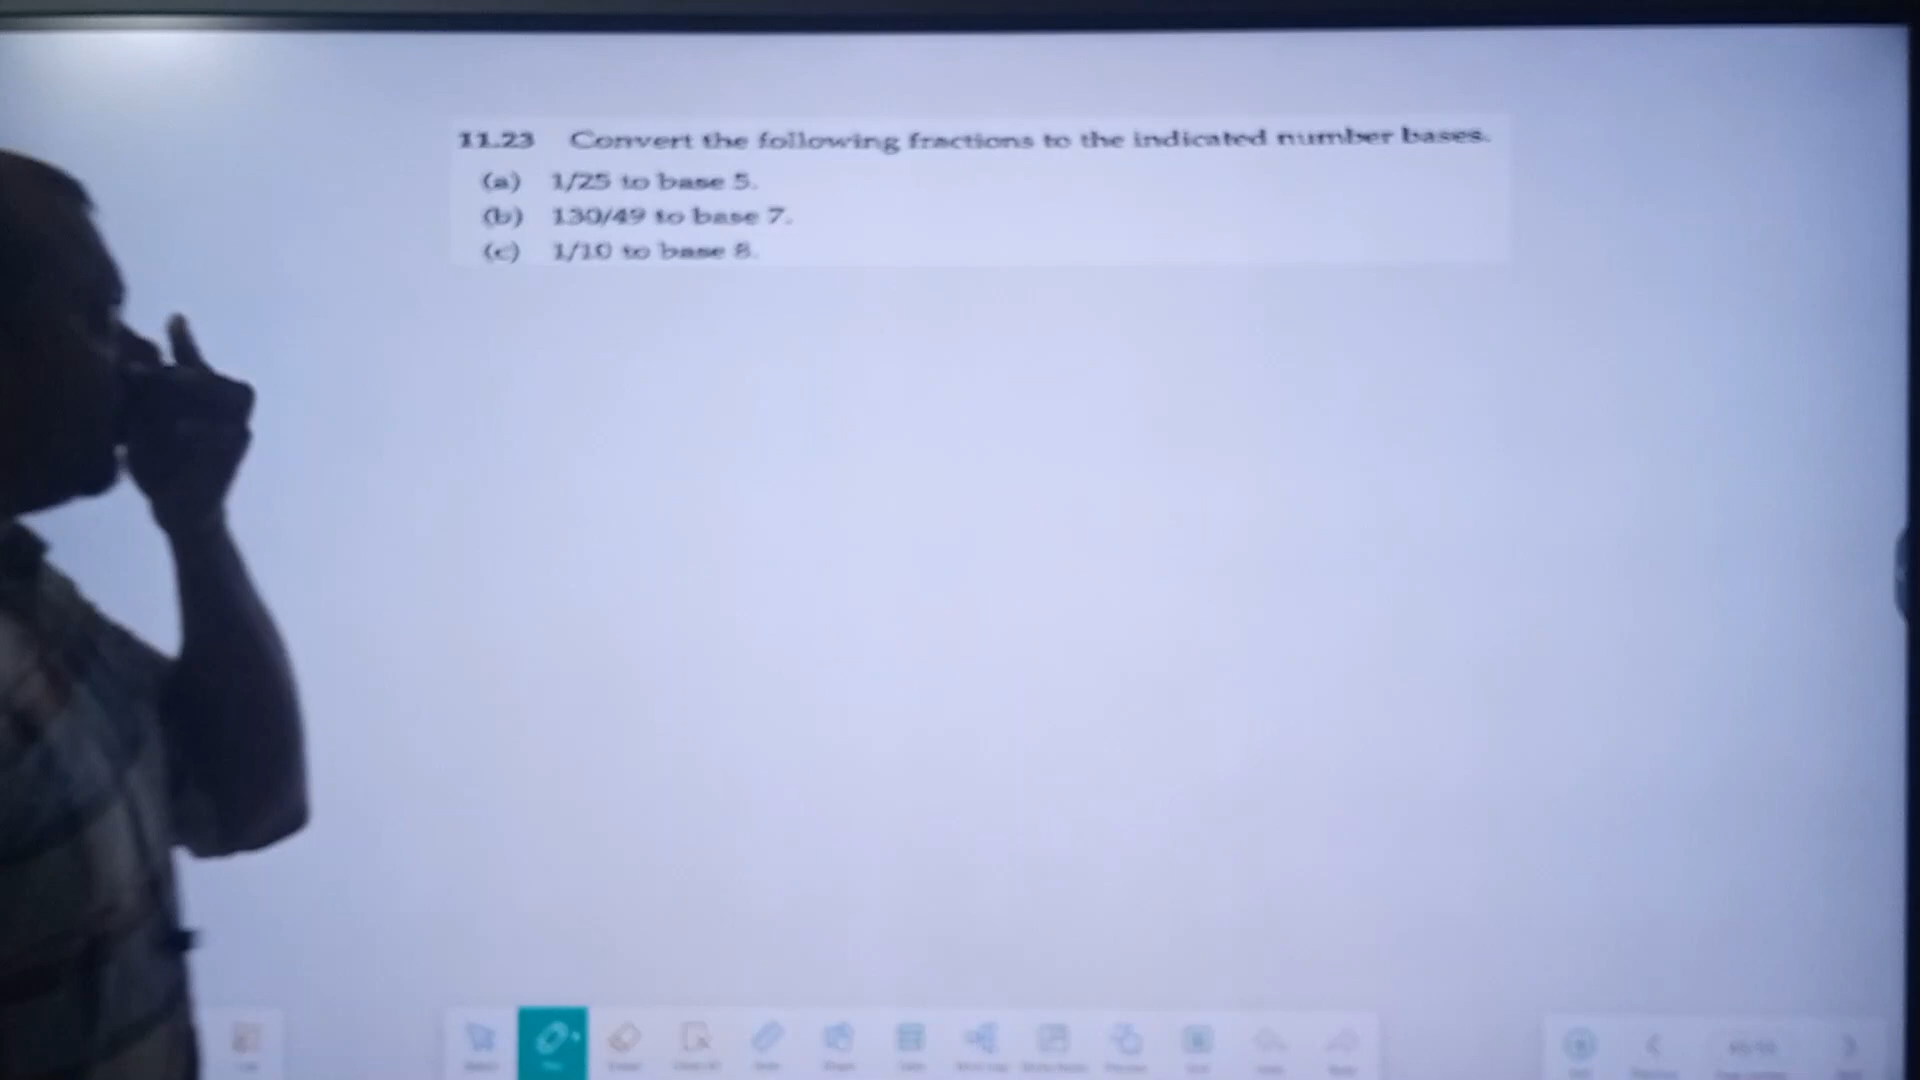 11.23 Convert the following fractions to the indicated number bases.
(a) 1/25 to base 5.
(b) 130/49 to base 7.
(c) 1/10 to base 8.